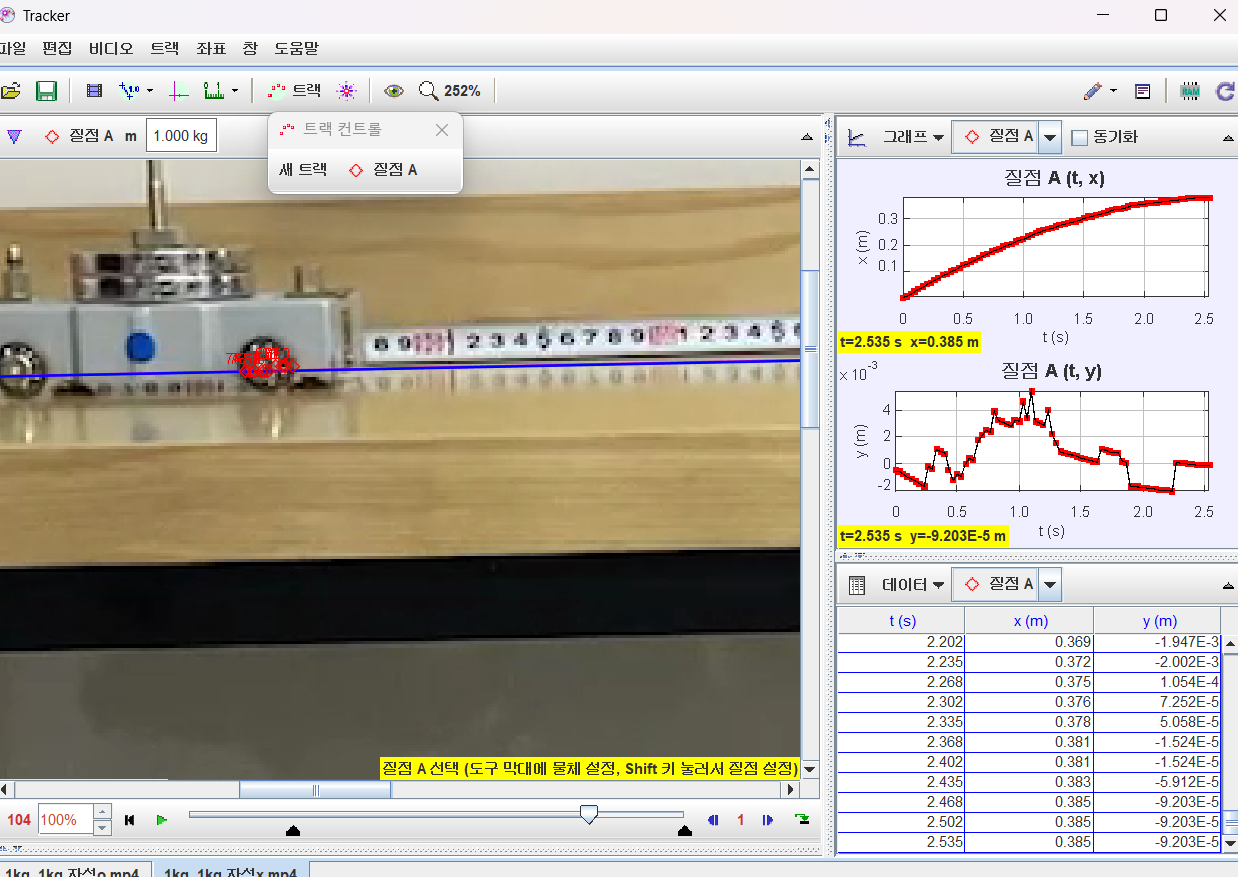 Tracker
파일 편집 비디오 트랙 좌표 창 도움말
트랙 252%
질점 A m 1.000 kg
트랙 컨트롤
새 트랙 질점 A
8 9 1 2 3 4 5 6 7 8 9 1 2 3 4 5 6
질점 A 선택 (도구 막대에 물체 설정, Shift 키 눌러서 질점 설정)
104 100% 1
그래프 질점 A 동기화
질점 A (t, x)
x (m)
0.3
0.2
0.1
0 0.5 1.0 1.5 2.0 2.5
t (s)
t=2.535 s x=0.385 m
질점 A (t, y)
x 10-3
y (m)
4
2
0
-2
0 0.5 1.0 1.5 2.0 2.5
t (s)
t=2.535 s y=-9.203E-5 m
데이터 질점 A
t (s) x (m) y (m)
2.202 0.369 -1.947E-3
2.235 0.372 -2.002E-3
2.268 0.375 1.054E-4
2.302 0.376 7.252E-5
2.335 0.378 5.058E-5
2.368 0.381 -1.524E-5
2.402 0.381 -1.524E-5
2.435 0.383 -5.912E-5
2.468 0.385 -9.203E-5
2.502 0.385 -9.203E-5
2.535 0.385 -9.203E-5
1kg, 1kg 자석o.mp4 1kg, 1kg 자석x.mp4